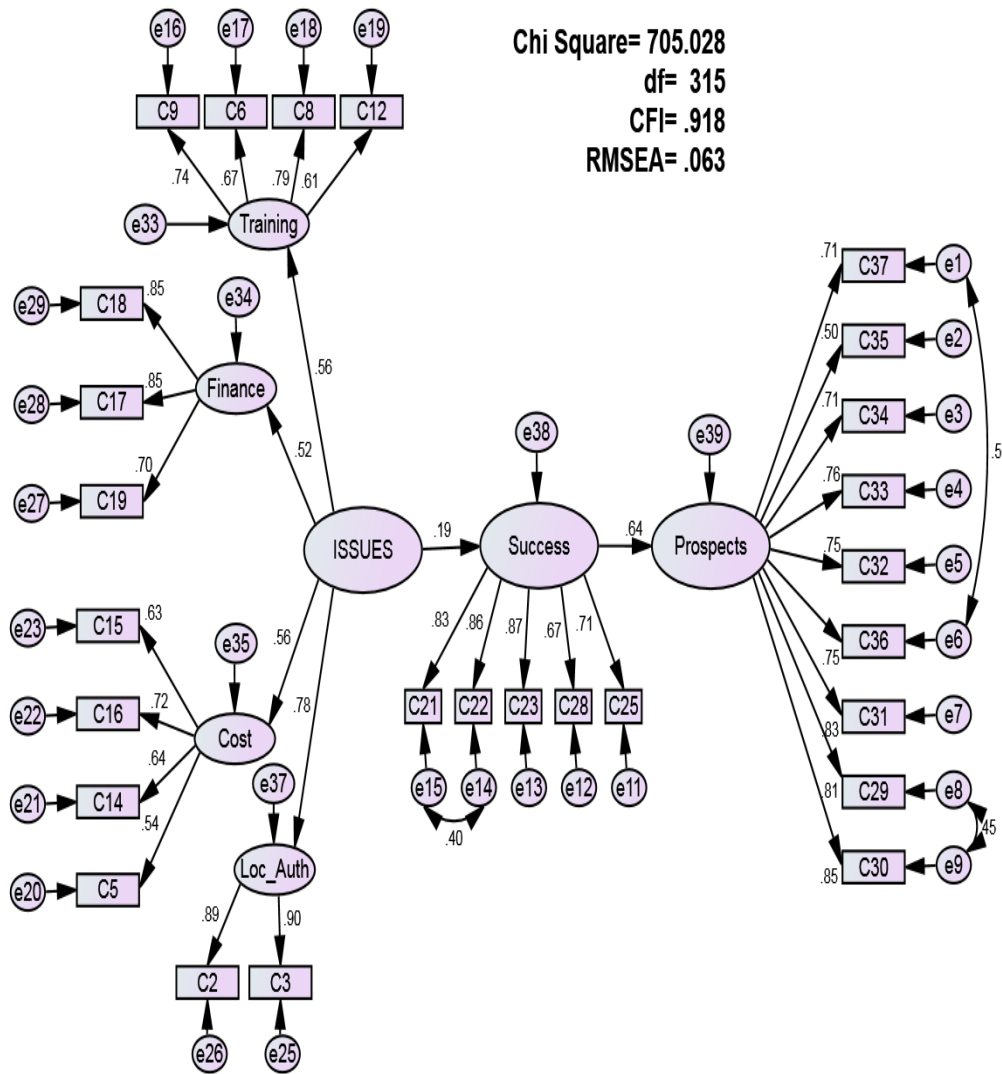 e16 e17 e18 e19
Chi Square= 705.028
df= 315
CFI= .918
RMSEA= .063
C9 C6 C8 C12
.74 .67 .79 .61
e33 Training
e29 C18 .85 e34
.71 C37 e1
.50 C35 e2
e28 C17 .85 Finance
.56
.71 C34 e3
.52
e38 e39
.5
e27 C19 .70
.76 C33 e4
ISSUES .19 Success .64 Prospects
.75 C32 e5
e23 C15 .63 e35
.56
.83 .86 .87 .67 .71
C36 e6
.75
e22 C16 .72
.78
C21 C22 C23 C28 C25
C31 e7
.83
Cost
.64
e21 C14
e37
e15 e14 e13 e12 e11
C29 e8
.81
.54
.40
.45
e20 C5
Loc_Auth
.85 C30 e9
.89 .90
C2 C3
e26 e25